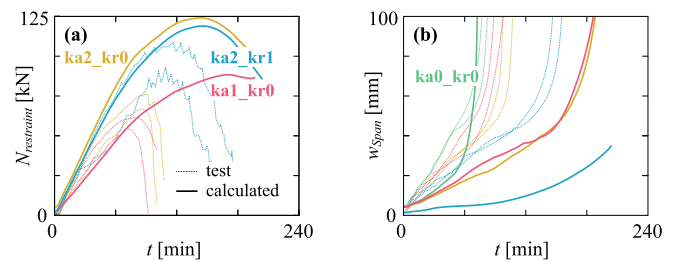 125
(a)
ka2_kr0
ka2_kr1
ka1_kr0
N_restraint [kN]
test
calculated
0
0
240
t [min]
100
(b)
ka0_kr0
w_Span [mm]
0
0
240
t [min]